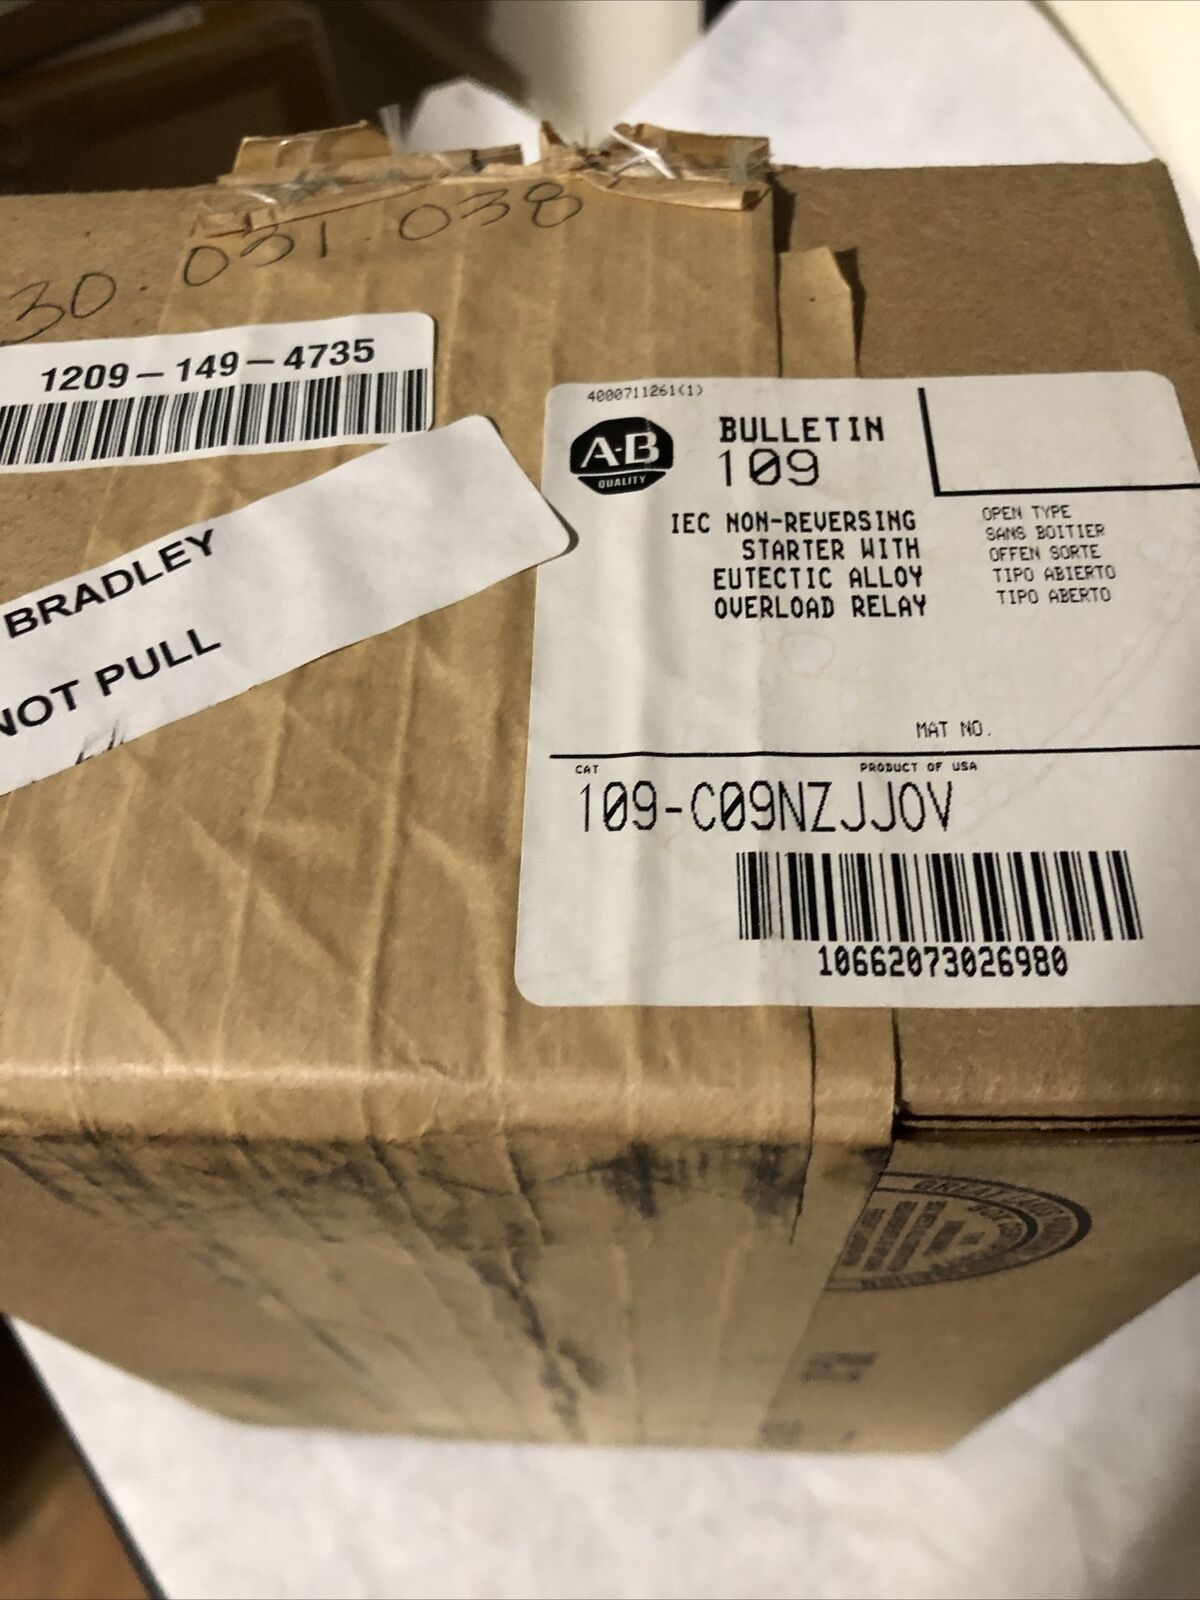 30.031.038
1209-149-4735
BRADLEY
NOT PULL
4000711261(1)
A-B
QUALITY
BULLETIN
109
IEC NON-REVERSING
STARTER WITH
EUTECTIC ALLOY
OVERLOAD RELAY
OPEN TYPE
SANS BOITIER
OFFEN SORTE
TIPO ABIERTO
TIPO ABERTO
MAT NO.
CAT
PRODUCT OF USA
109-C09NZJJOV
10662073026980